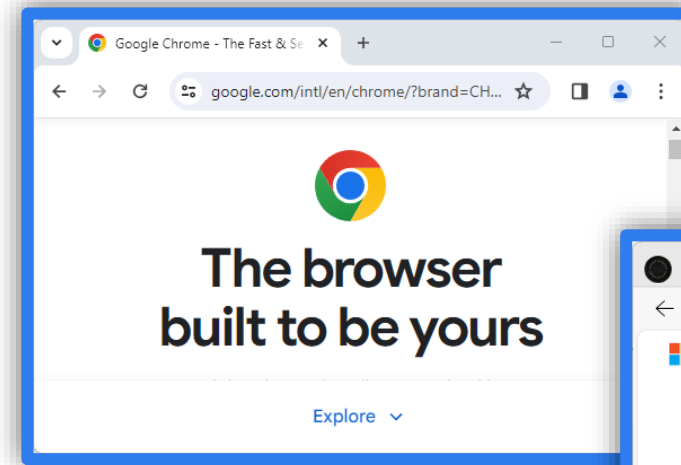 Google Chrome - The Fast & Se
google.com/intl/en/chrome/?brand=CH...
The browser
built to be yours
Explore